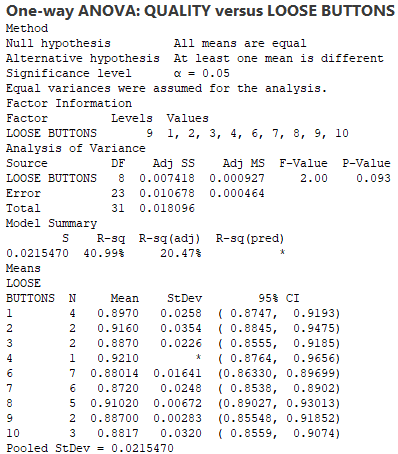 One-way ANOVA: QUALITY versus LOOSE BUTTONS
Method
Null hypothesis All means are equal
Alternative hypothesis At least one mean is different
Significance level α = 0.05
Equal variances were assumed for the analysis.
Factor Information
Factor Levels Values
LOOSE BUTTONS 9 1, 2, 3, 4, 6, 7, 8, 9, 10
Analysis of Variance
Source DF Adj SS Adj MS F-Value P-Value
LOOSE BUTTONS 8 0.007418 0.000927 2.00 0.093
Error 23 0.010678 0.000464
Total 31 0.018096
Model Summary
S R-sq R-sq(adj) R-sq(pred)
0.0215470 40.99% 20.47% *
Means
LOOSE
BUTTONS N Mean StDev 95% CI
1 4 0.8970 0.0258 ( 0.8747, 0.9193)
2 2 0.9160 0.0354 ( 0.8845, 0.9475)
3 2 0.8870 0.0226 ( 0.8555, 0.9185)
4 1 0.9210 * ( 0.8764, 0.9656)
6 7 0.88014 0.01641 (0.86330, 0.89699)
7 6 0.8720 0.0248 ( 0.8538, 0.8902)
8 5 0.91020 0.00672 (0.89027, 0.93013)
9 2 0.88700 0.00283 (0.85548, 0.91852)
10 3 0.8817 0.0320 ( 0.8559, 0.9074)
Pooled StDev = 0.0215470